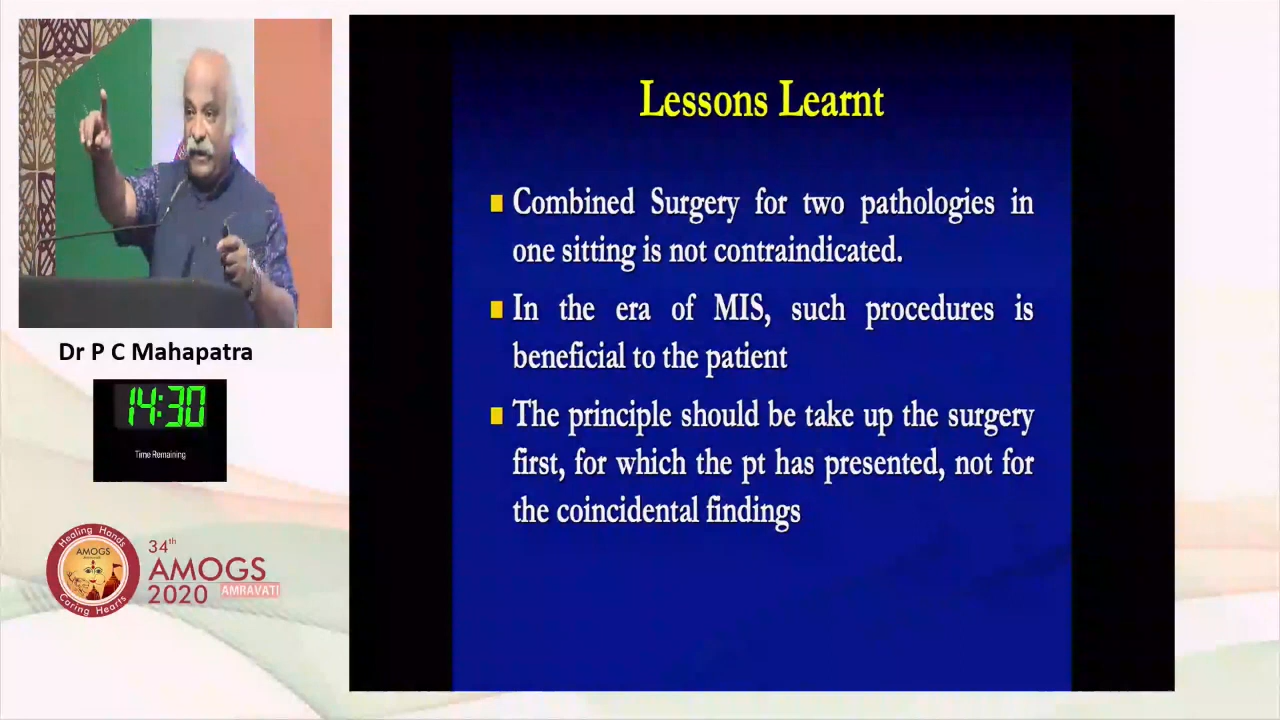 Lessons Learnt
Combined Surgery for two pathologies in
one sitting is not contraindicated.
In the era of MIS, such procedures is
beneficial to the patient
The principle should be take up the surgery
first, for which the pt has presented, not for
the coincidental findings
Dr P C Mahapatra
14:30
Time Remaining
Healing Hands
AMOGS
Caring Hearts
34th
AMOGS
2020 AMRAVATI